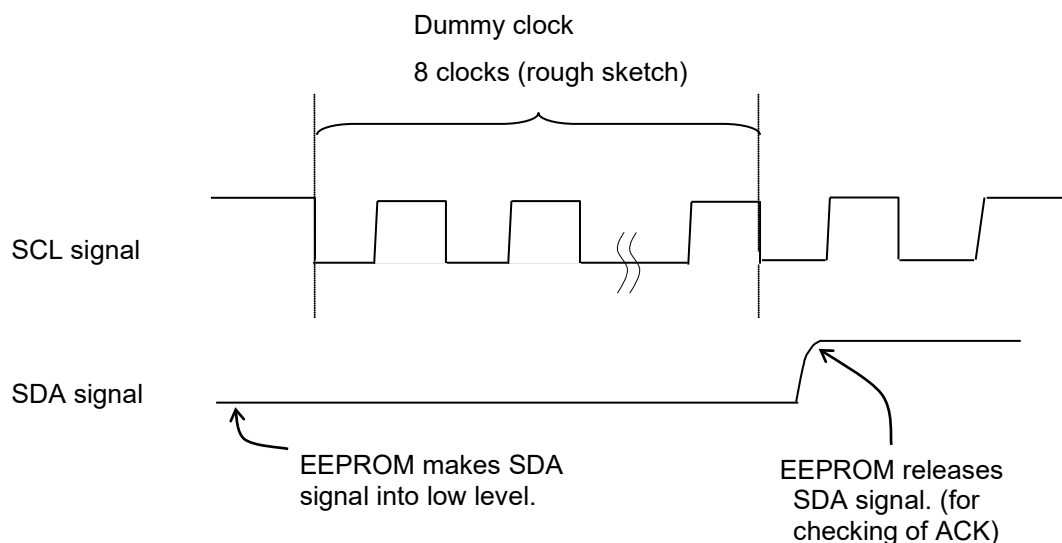 Dummy clock
8 clocks (rough sketch)
SCL signal
SDA signal
EEPROM makes SDA
signal into low level.
EEPROM releases
SDA signal. (for
checking of ACK)